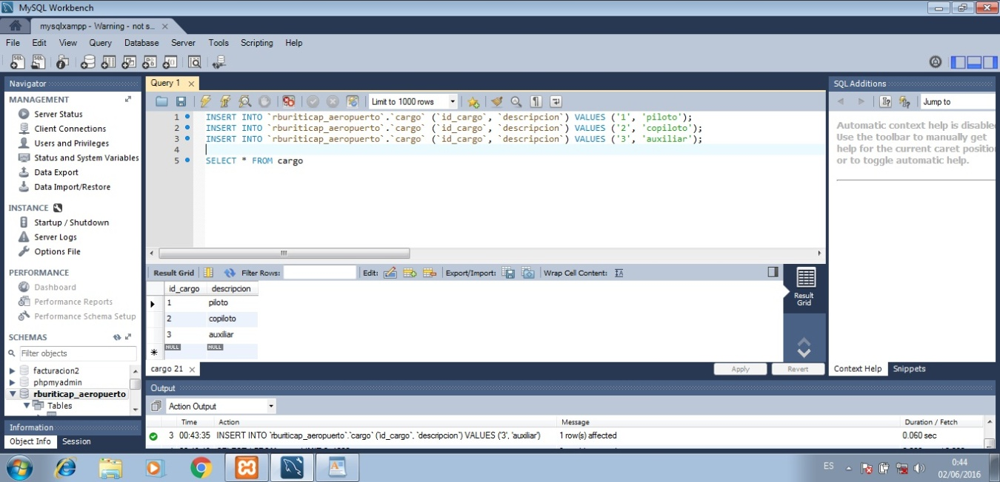 MySQL Workbench
mysqlxampp - Warning - not s...
File Edit View Query Database Server Tools Scripting Help
Navigator
MANAGEMENT
Server Status
Client Connections
Users and Privileges
Status and System Variables
Data Export
Data Import/Restore
INSTANCE
Startup / Shutdown
Server Logs
Options File
PERFORMANCE
Dashboard
Performance Reports
Performance Schema Setup
SCHEMAS
Filter objects
facturacion2
phpmyadmin
rburiticap_aeropuerto
Tables
Information
Object Info Session
Query 1
Limit to 1000 rows
1 INSERT INTO `rburiticap_aeropuerto`.`cargo` (`id_cargo`, `descripcion`) VALUES ('1', 'piloto');
2 INSERT INTO `rburiticap_aeropuerto`.`cargo` (`id_cargo`, `descripcion`) VALUES ('2', 'copiloto');
3 INSERT INTO `rburiticap_aeropuerto`.`cargo` (`id_cargo`, `descripcion`) VALUES ('3', 'auxiliar');
4
5 SELECT * FROM cargo
Result Grid Filter Rows: Edit: Export/Import: Wrap Cell Content:
id_cargo descripcion
1 piloto
2 copiloto
3 auxiliar
NULL NULL
Result
Grid
cargo 21
Apply Revert
SQL Additions
Jump to
Automatic context help is disable
Use the toolbar to manually get
help for the current caret positio
or to toggle automatic help.
Context Help Snippets
Output
Action Output
Time Action Message Duration / Fetch
3 00:43:35 INSERT INTO `rburiticap_aeropuerto`.`cargo` (`id_cargo`, `descripcion`) VALUES ('3', 'auxiliar') 1 row(s) affected 0.060 sec
ES
0:44
02/06/2016